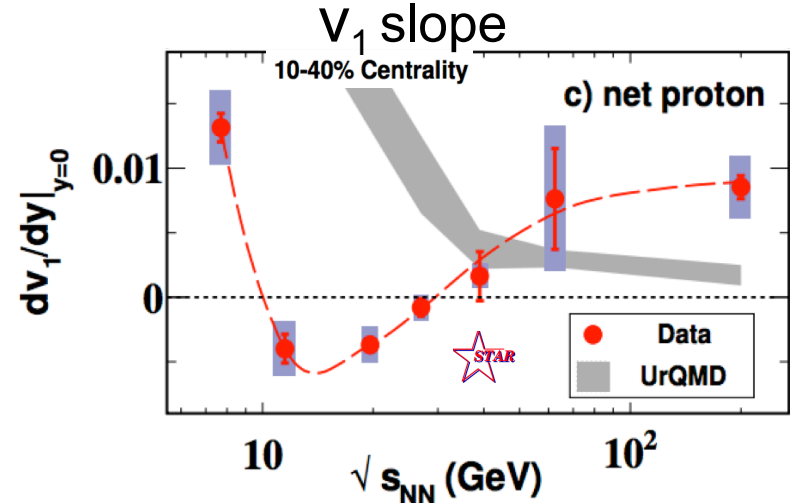 v₁ slope
10-40% Centrality
c) net proton
dv₁/dy|y=0
0.01
0
STAR
Data
UrQMD
10
10²
√ sNN (GeV)